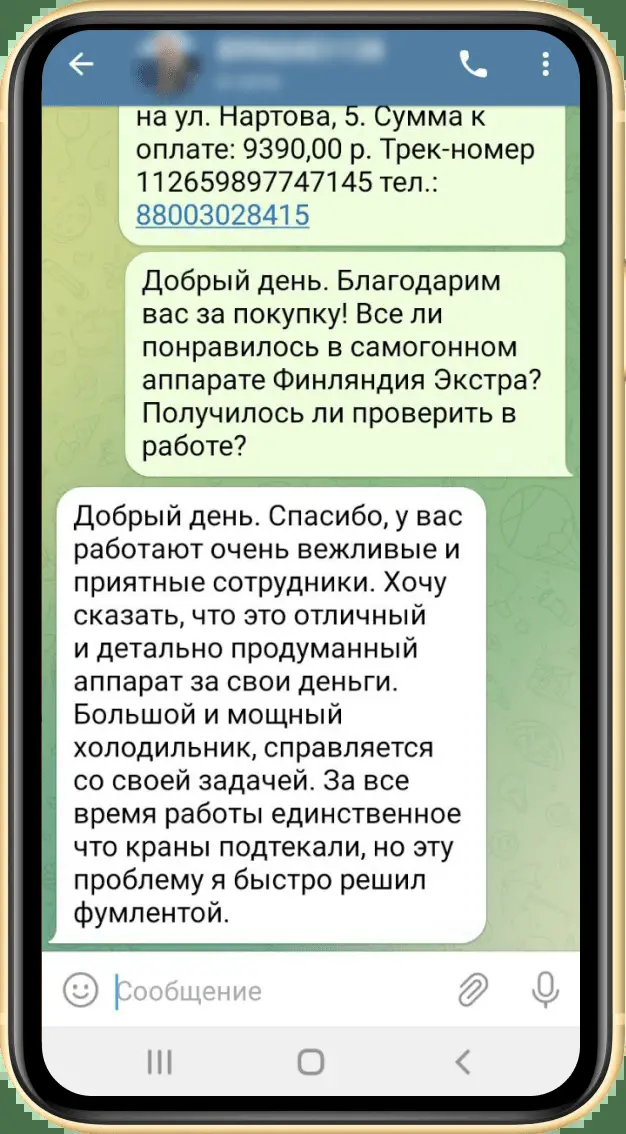 на ул. Нартова, 5. Сумма к
оплате: 9390,00 р. Трек-номер
112659897747145 тел.:
88003028415
Добрый день. Благодарим
вас за покупку! Все ли
понравилось в самогонном
аппарате Финляндия Экстра?
Получилось ли проверить в
работе?
Добрый день. Спасибо, у вас
работают очень вежливые и
приятные сотрудники. Хочу
сказать, что это отличный
и детально продуманный
аппарат за свои деньги.
Большой и мощный
холодильник, справляется
со своей задачей. За все
время работы единственное
что краны подтекали, но эту
проблему я быстро решил
фумлентой.
Сообщение